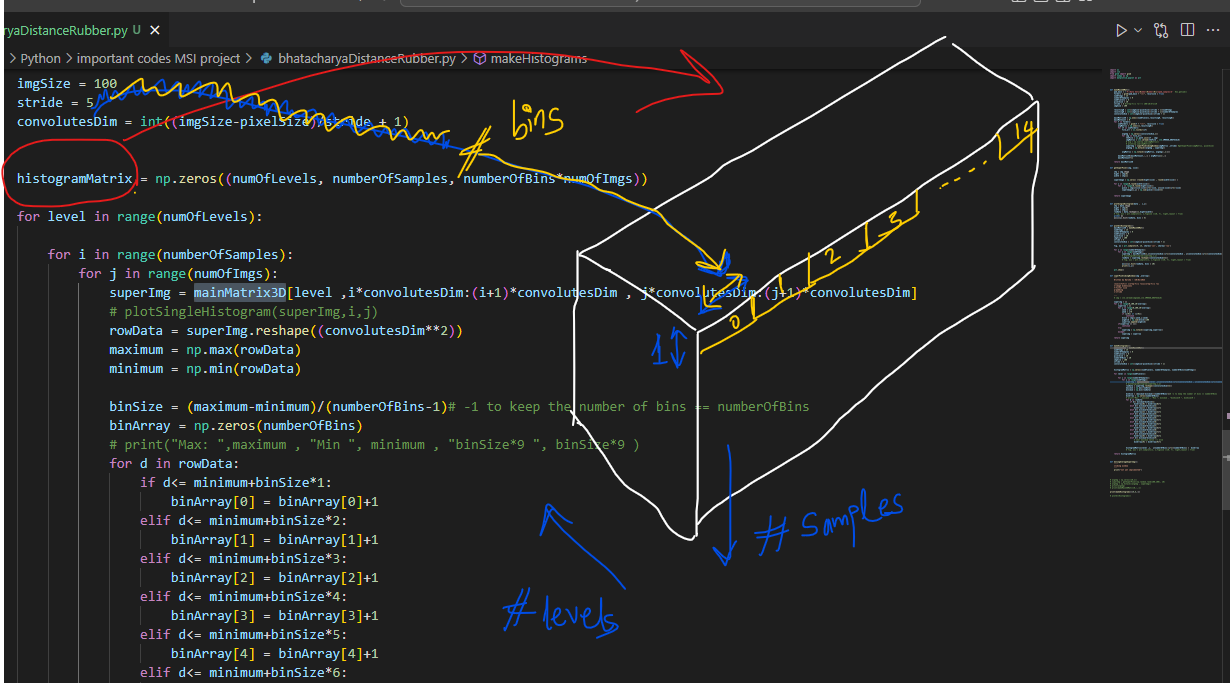 ryaDistanceRubber.py U
> Python > important codes MSI project > bhatacharyaDistanceRubber.py > makeHistograms
imgSize = 100
stride = 5
convolutesDim = int((imgSize-pixelsize)/stride + 1)
# bins
histogramMatrix = np.zeros((numOfLevels, numberOfSamples, numberOfBins*numOfImgs))
for level in range(numOfLevels):
for i in range(numberOfSamples):
for j in range(numOfImgs):
superImg = mainMatrix3D[level ,i*convolutesDim:(i+1)*convolutesDim , j*convolutesDim:(j+1)*convolutesDim]
# plotSingleHistogram(superImg,i,j)
rowData = superImg.reshape((convolutesDim**2))
maximum = np.max(rowData)
minimum = np.min(rowData)
0 1 2 3 .... 14
1
binSize = (maximum-minimum)/(numberOfBins-1)# -1 to keep the number of bins == numberOfBins
binArray = np.zeros(numberOfBins)
# print("Max: ",maximum , "Min ", minimum , "binSize*9 ", binSize*9 )
for d in rowData:
if d<= minimum+binSize*1:
binArray[0] = binArray[0]+1
elif d<= minimum+binSize*2:
binArray[1] = binArray[1]+1
elif d<= minimum+binSize*3:
binArray[2] = binArray[2]+1
elif d<= minimum+binSize*4:
binArray[3] = binArray[3]+1
elif d<= minimum+binSize*5:
binArray[4] = binArray[4]+1
elif d<= minimum+binSize*6:
# samples
# levels